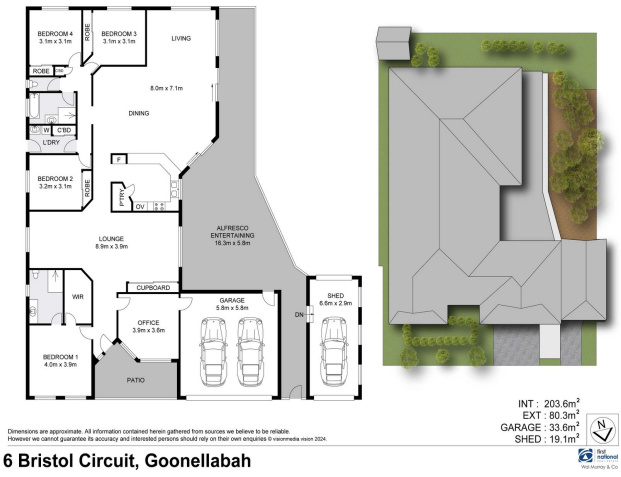 BEDROOM 4
3.1m x 3.1m
ROBE
BEDROOM 3
3.1m x 3.1m
LIVING
ROBE
8.0m x 7.1m
DINING
W
C'BD
L'DRY
F
BEDROOM 2
3.2m x 3.1m
ROBE
P'TRY
OV
LOUNGE
8.9m x 3.9m
ALFRESCO
ENTERTAINING
16.3m x 5.8m
CUPBOARD
WIR
OFFICE
3.9m x 3.6m
GARAGE
5.8m x 5.8m
DN
SHED
6.6m x 2.9m
BEDROOM 1
4.0m x 3.9m
PATIO
INT : 203.6m²
EXT : 80.3m²
GARAGE : 33.6m²
SHED : 19.1m²
N
Dimensions are approximate. All information contained herein gathered from sources we believe to be reliable.
However we cannot guarantee its accuracy and interested persons should rely on their own enquiries © visionmedia.vision 2024.
6 Bristol Circuit, Goonellabah
first
national
Wal Murray & Co